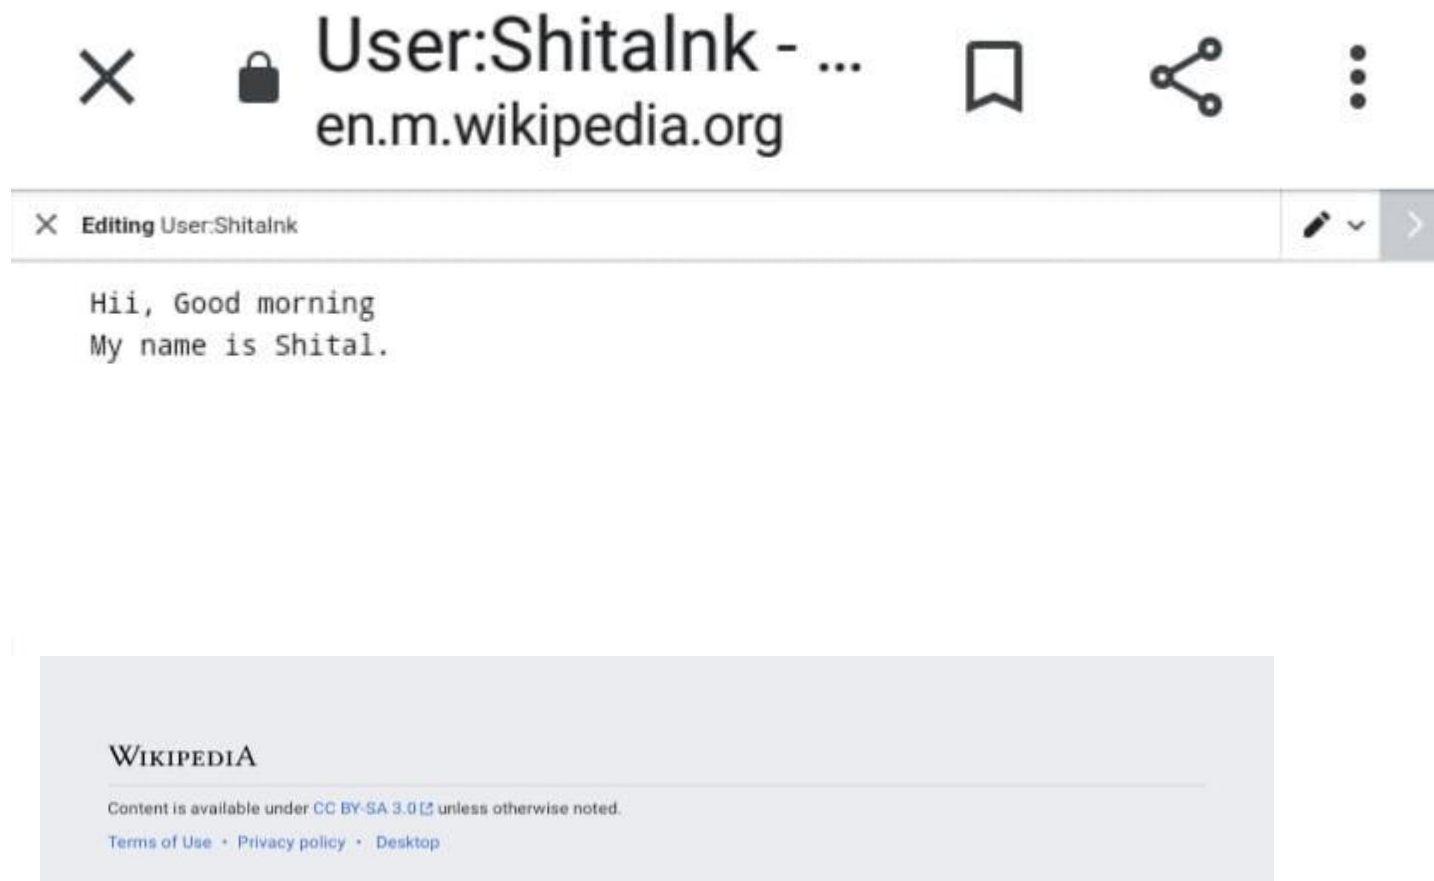 User:Shitalnk - ...
en.m.wikipedia.org
Editing User:Shitalnk
Hii, Good morning
My name is Shital.
WIKIPEDIA
Content is available under CC BY-SA 3.0 unless otherwise noted.
Terms of Use • Privacy policy • Desktop